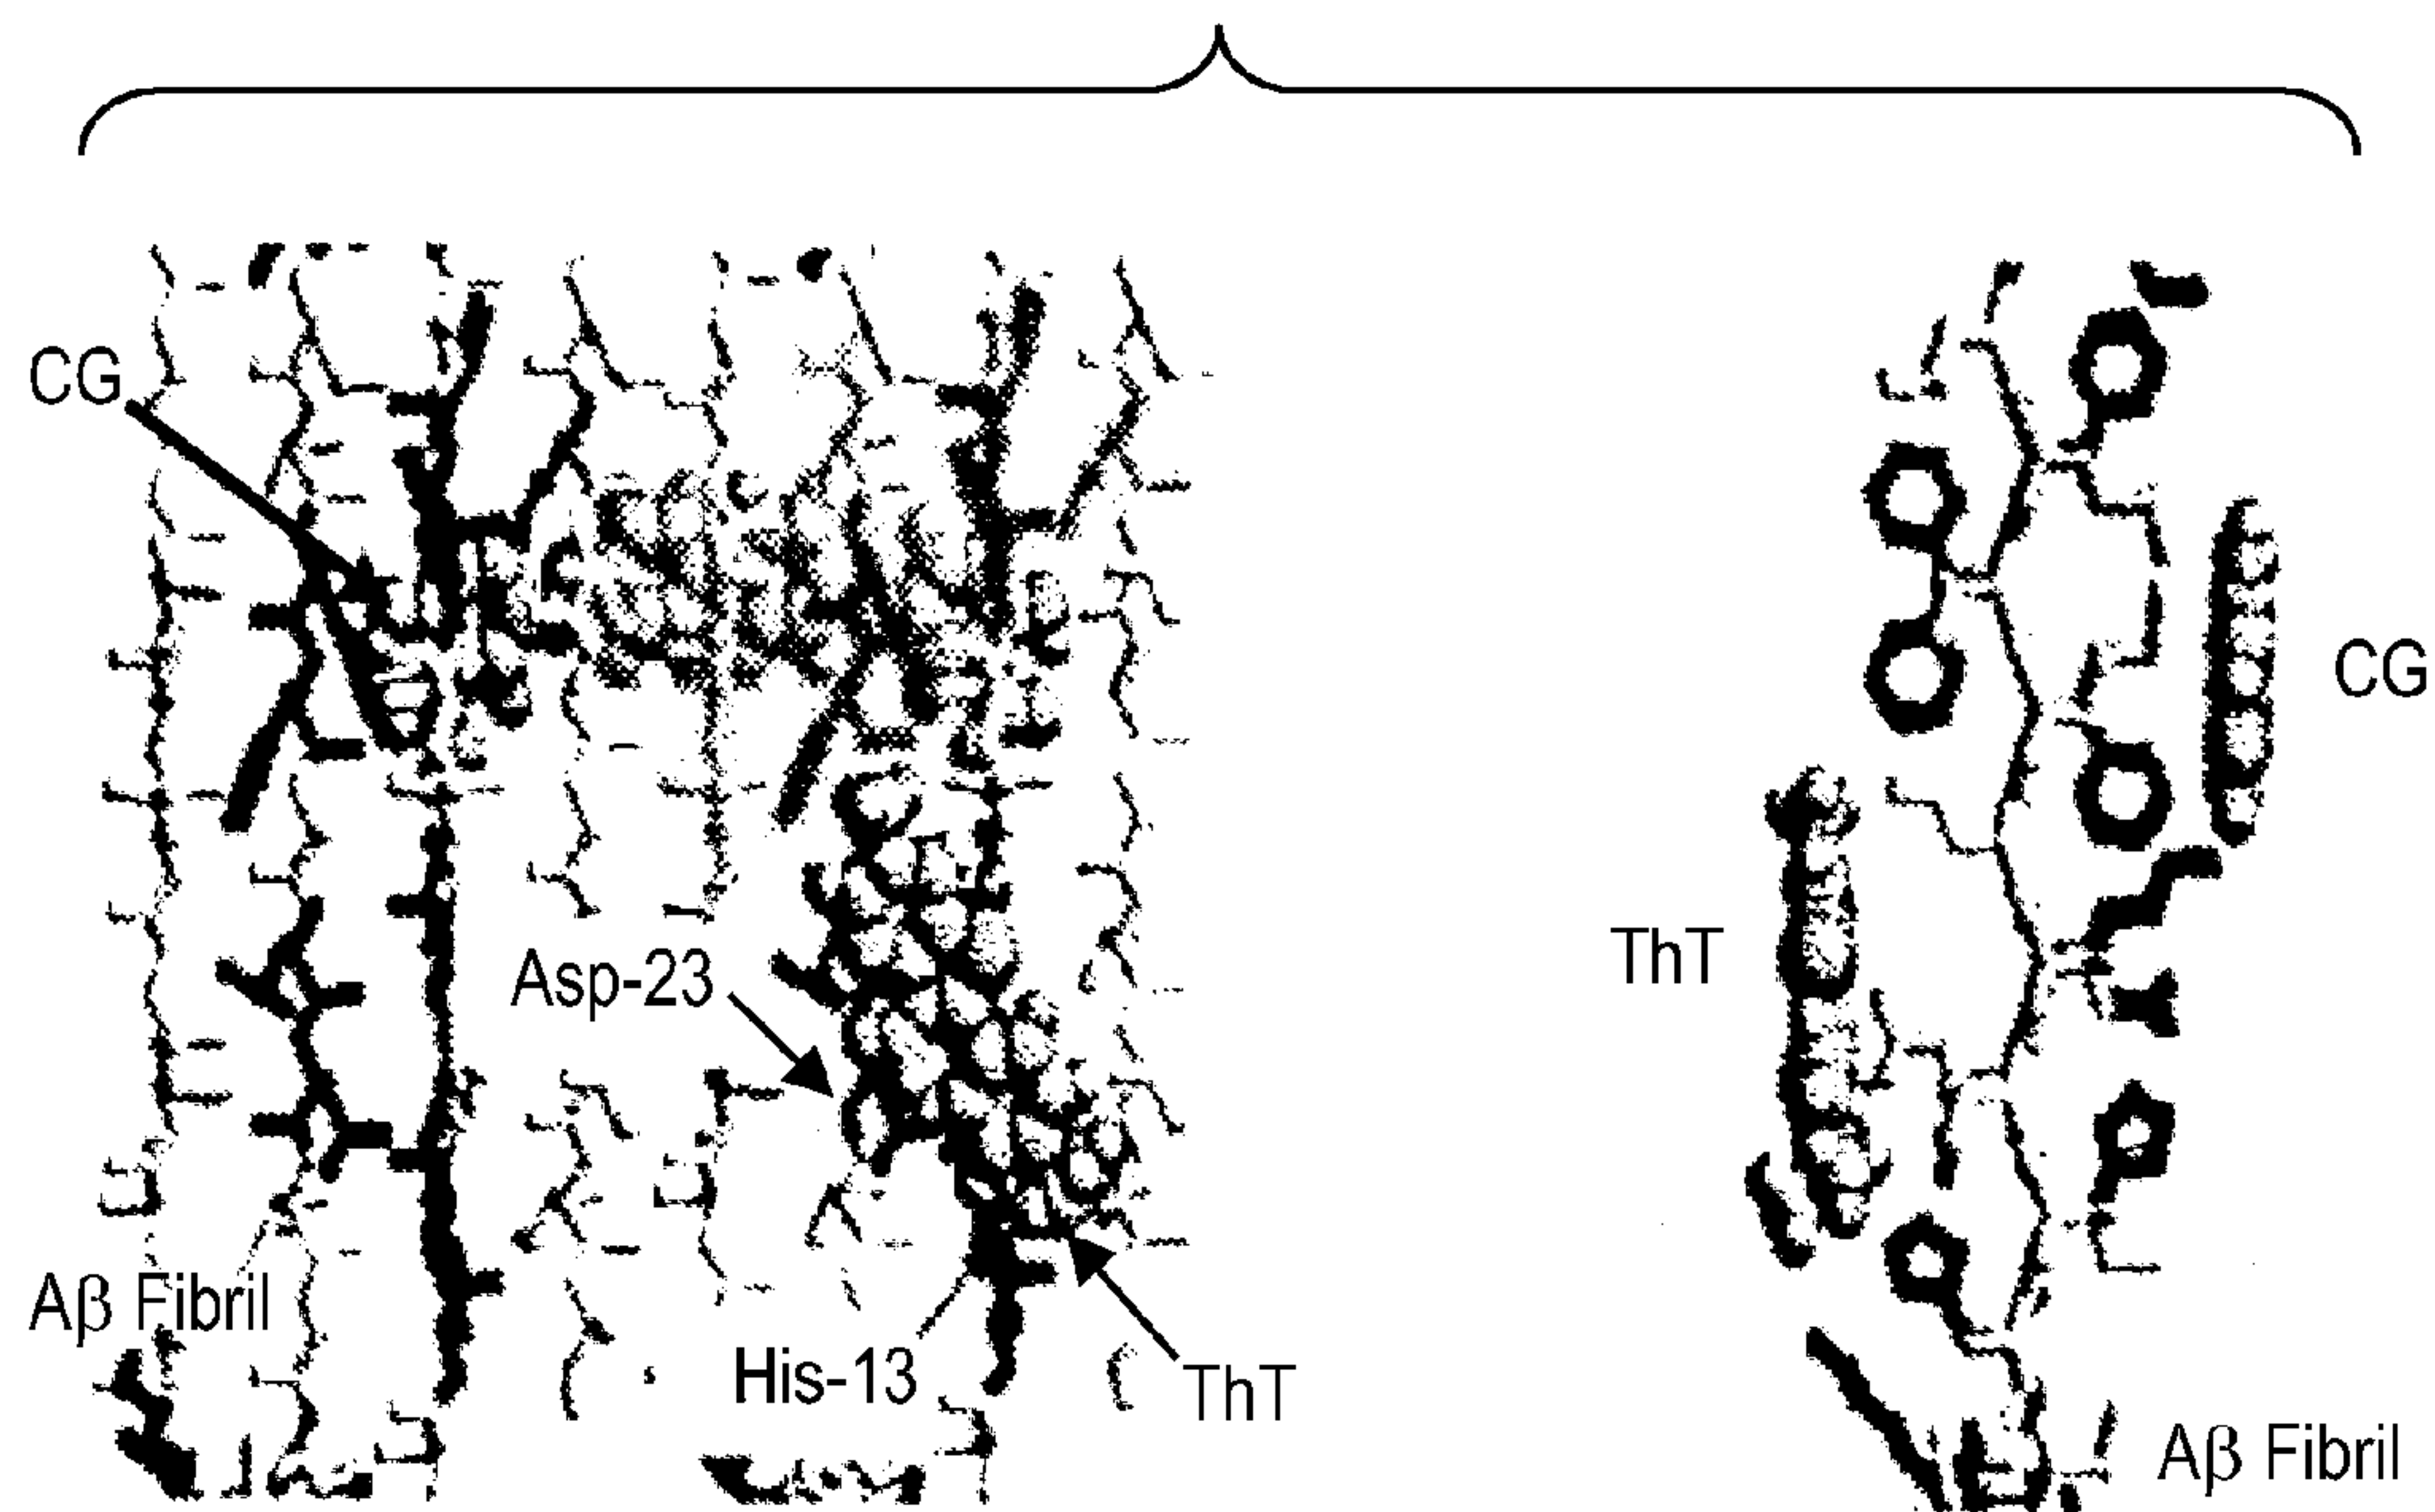 CG
CG
Asp-23
ThT
Aβ Fibril
His-13
ThT
Aβ Fibril